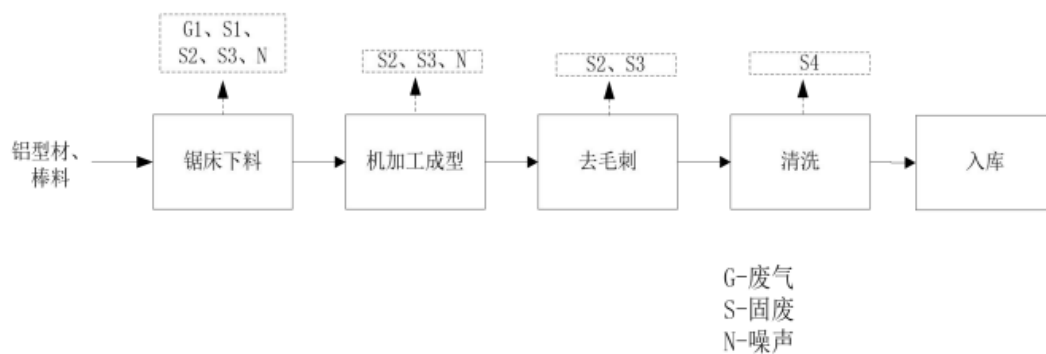 G1、S1、
S2、S3、N
S2、S3、N
S2、S3
S4
铝型材、
棒料
锯床下料
机加工成型
去毛刺
清洗
入库
G-废气
S-固废
N-噪声